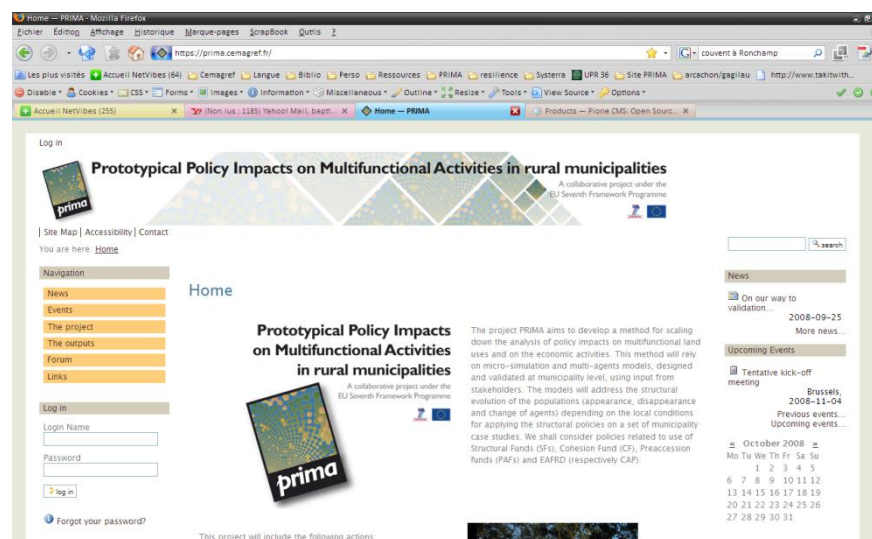 Home — PRIMA - Mozilla Firefox
Fichier Édition Affichage Historique Marque-pages ScrapBook Outils ?
https://prima.cemagref.fr/
couvent à Ronchamp
Les plus visités Accueil NetVibes (64) Cemagref Langue Biblio Perso Ressources PRIMA resilience Systerra UPR 36 Site PRIMA arcachon/gagilau http://www.takitwith...
Disable Cookies CSS Forms Images Information Miscellaneous Outline Resize Tools View Source Options
Accueil NetVibes (255) (Non lus : 1185) Yahoo! Mail, bapti... Home — PRIMA Products — Plone CMS: Open Sourc...
Log in
Prototypical Policy Impacts on Multifunctional Activities in rural municipalities
A collaborative project under the
EU Seventh Framework Programme
prima
Site Map | Accessibility | Contact
You are here: Home
search
Navigation
News
Events
The project
The outputs
Forum
Links
Log in
Login Name
Password
log in
Forgot your password?
Home
Prototypical Policy Impacts
on Multifunctional Activities
in rural municipalities
A collaborative project under the
EU Seventh Framework Programme
prima
The project PRIMA aims to develop a method for scaling
down the analysis of policy impacts on multifunctional land
uses and on the economic activities. This method will rely
on micro-simulation and multi-agents models, designed
and validated at municipality level, using input from
stakeholders. The models will address the structural
evolution of the populations (appearance, disappearance
and change of agents) depending on the local conditions
for applying the structural policies on a set of municipality
case studies. We shall consider policies related to use of
Structural Funds (SFs), Cohesion Fund (CF), Preaccession
funds (PAFs) and EAFRD (respectively CAP).
This project will include the following actions:
News
On our way to
validation...
2008-09-25
More news...
Upcoming Events
Tentative kick-off
meeting
Brussels,
2008-11-04
Previous events...
Upcoming events...
« October 2008 »
Mo Tu We Th Fr Sa Su
1 2 3 4 5
6 7 8 9 10 11 12
13 14 15 16 17 18 19
20 21 22 23 24 25 26
27 28 29 30 31